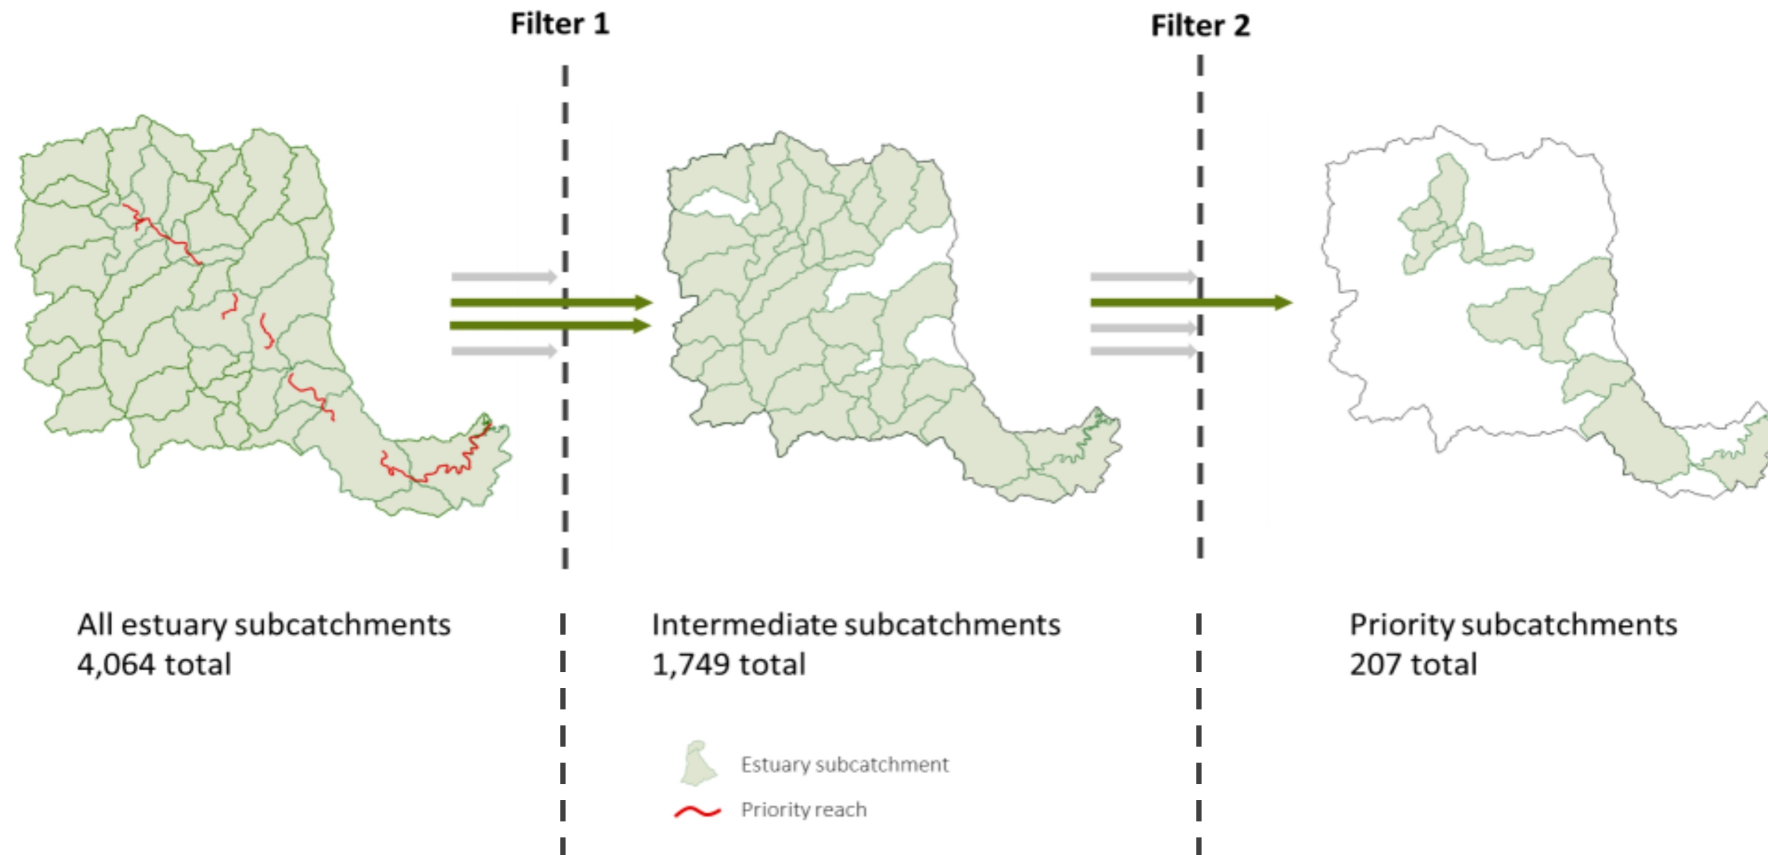 Filter 1
Filter 2
All estuary subcatchments
4,064 total
Intermediate subcatchments
1,749 total
Priority subcatchments
207 total
Estuary subcatchment
Priority reach